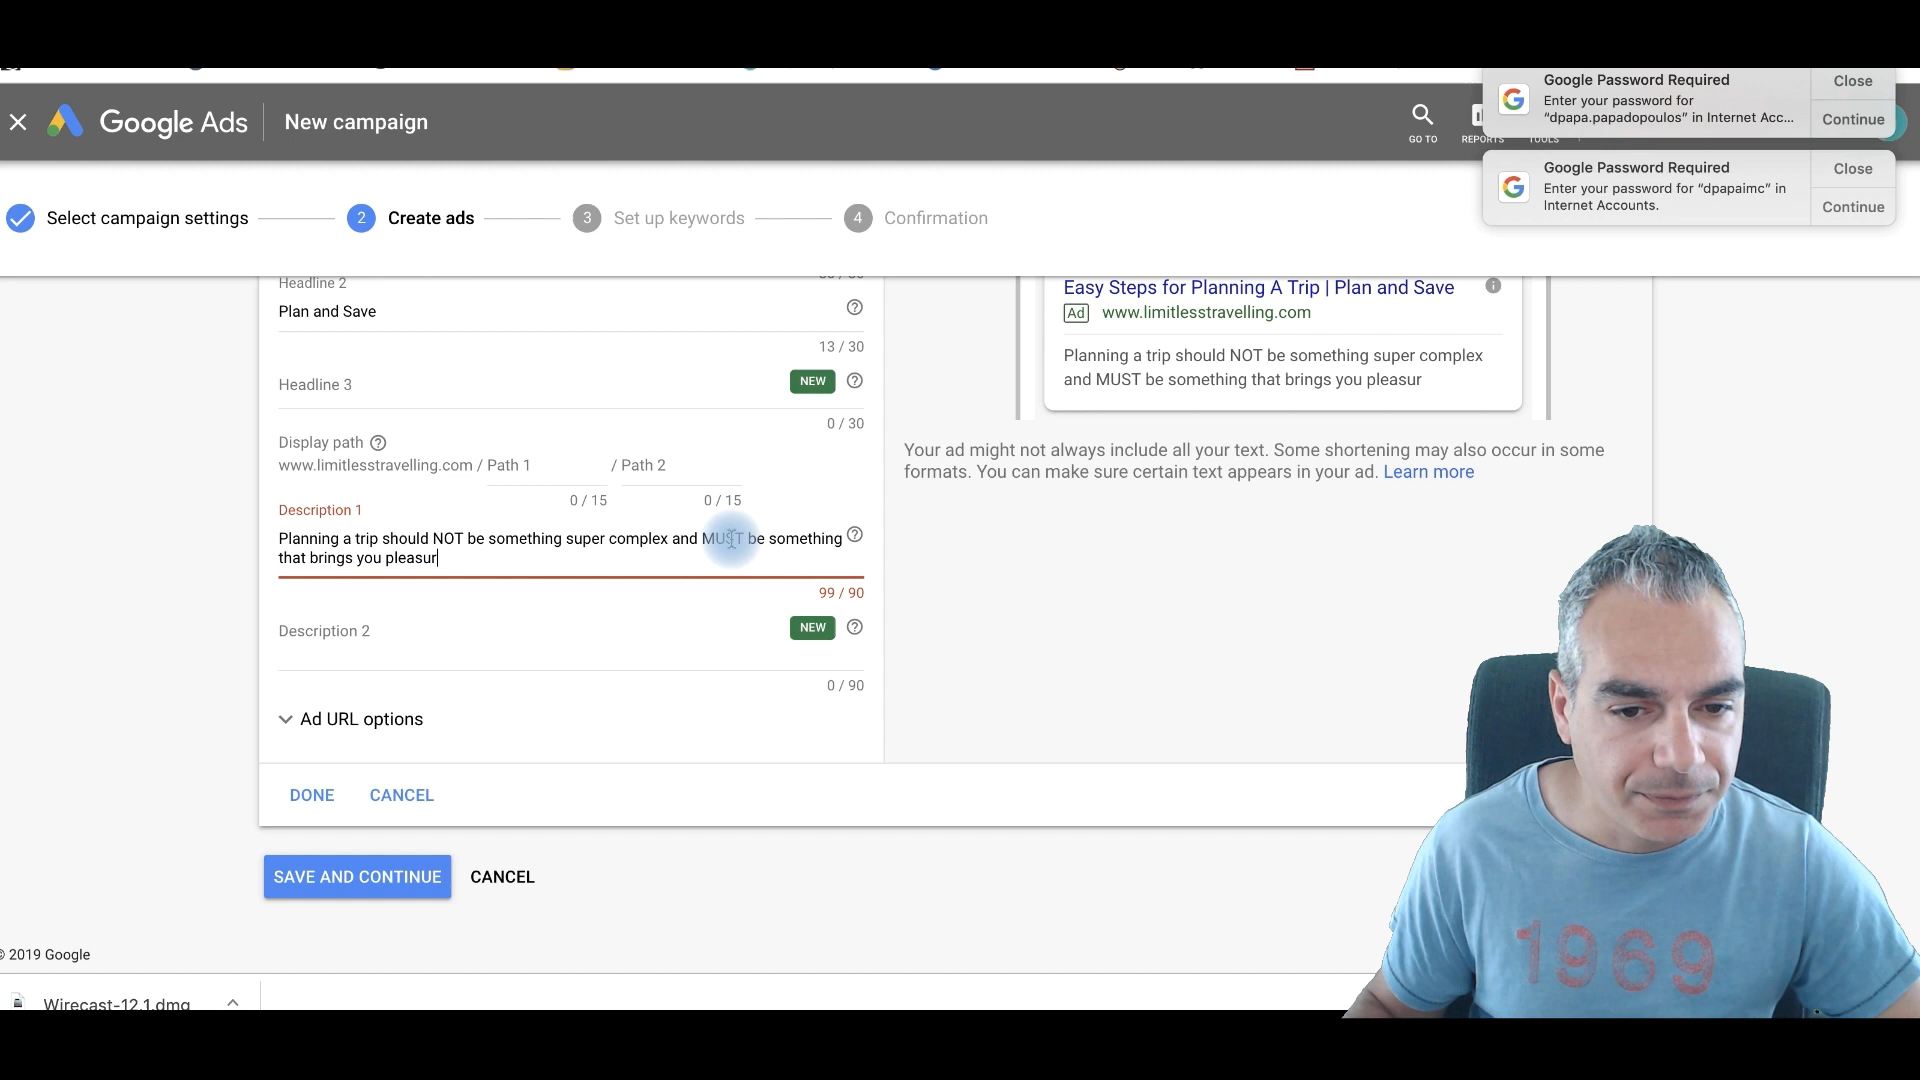 Google Password Required
Close
Enter your password for
"dpapa.papadopoulos" in Internet Acc...
Continue
Google Ads
New campaign
GO TO
REPORTS
TOOLS
Google Password Required
Close
Enter your password for "dpapaimc" in
Internet Accounts.
Continue
Select campaign settings
2
Create ads
3
Set up keywords
4
Confirmation
Headline 2
Plan and Save
13 / 30
Headline 3
NEW
0 / 30
Display path
www.limitlesstravelling.com / Path 1
/ Path 2
0 / 15
0 / 15
Description 1
Planning a trip should NOT be something super complex and MUST be something
that brings you pleasur
99 / 90
Description 2
NEW
0 / 90
Ad URL options
DONE
CANCEL
SAVE AND CONTINUE
CANCEL
Easy Steps for Planning A Trip | Plan and Save
Ad www.limitlesstravelling.com
Planning a trip should NOT be something super complex
and MUST be something that brings you pleasur
Your ad might not always include all your text. Some shortening may also occur in some
formats. You can make sure certain text appears in your ad. Learn more
1969
© 2019 Google
Wirecast-12.1.dmg